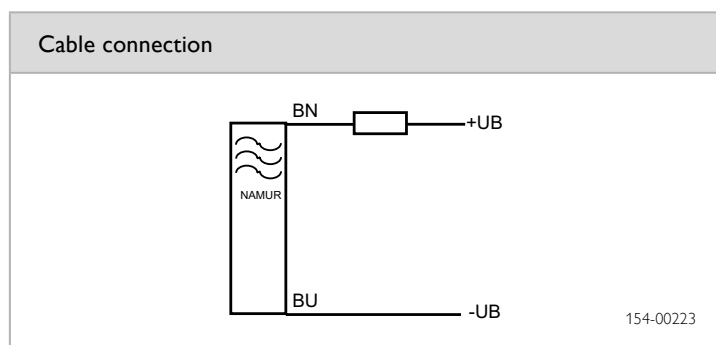 Cable connection
BN
+UB
NAMUR
BU
-UB
154-00223